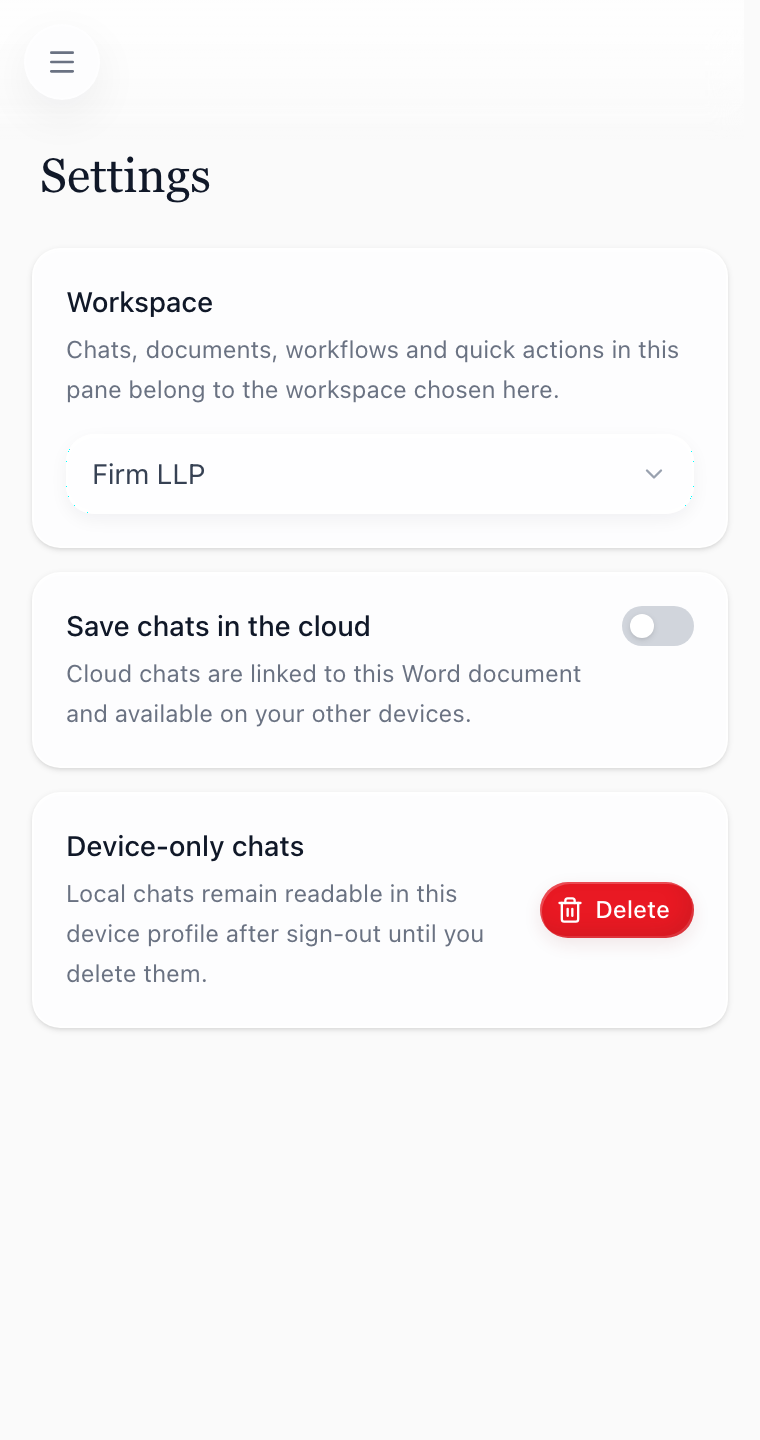 Settings
Workspace
Chats, documents, workflows and quick actions in this
pane belong to the workspace chosen here.
Firm LLP
Save chats in the cloud
Cloud chats are linked to this Word document
and available on your other devices.
Device-only chats
Local chats remain readable in this
device profile after sign-out until you
delete them.
Delete